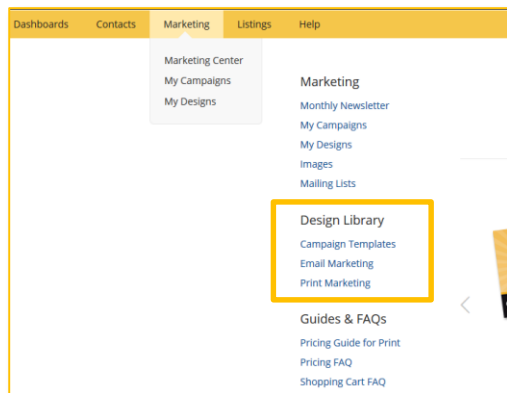 Dashboards Contacts Marketing Listings Help
Marketing Center
My Campaigns
My Designs
Marketing
Monthly Newsletter
My Campaigns
My Designs
Images
Mailing Lists
Design Library
Campaign Templates
Email Marketing
Print Marketing
Guides & FAQs
Pricing Guide for Print
Pricing FAQ
Shopping Cart FAQ